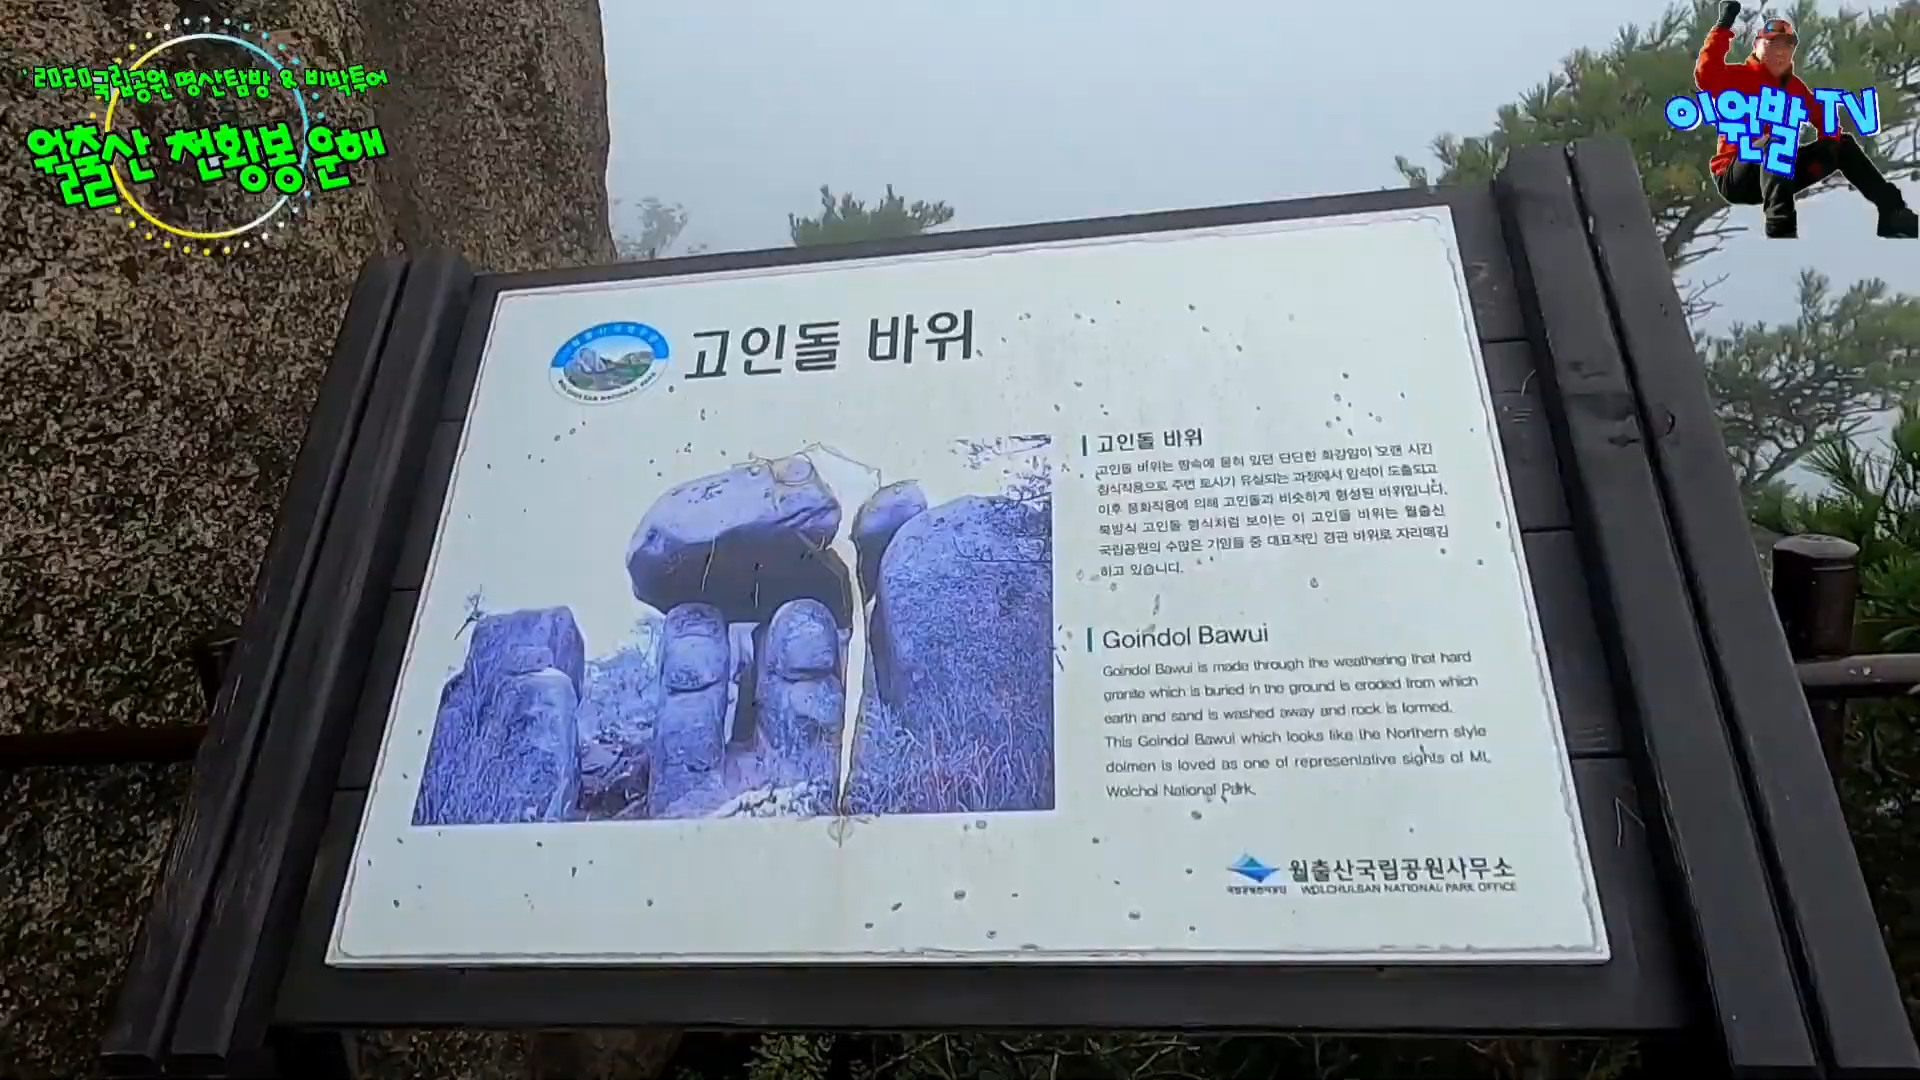 '2020국립공원 명산탐방 & 비박투어
월출산 천황봉 운해
이원발 TV
고인돌 바위
WOLCHULSAN NATIONAL PARK
고인돌 바위
고인돌 바위는 땅속에 묻혀 있던 단단한 화강암이 오랜 시간
침식작용으로 주변 토사가 유실되는 과정에서 암석이 노출되고
이후 풍화작용에 의해 고인돌과 비슷하게 형성된 바위입니다.
북방식 고인돌 형식처럼 보이는 이 고인돌 바위는 월출산
국립공원의 수많은 기암들 중 대표적인 경관 바위로 자리매김
하고 있습니다.
Goindol Bawui
Goindol Bawui is made through the weathering that hard
granite which is buried in the ground is eroded from which
earth and sand is washed away and rock is formed.
This Goindol Bawui which looks like the Northern style
dolmen is loved as one of representative sights of Mt.
Wolchol National Park.
월출산국립공원사무소
WOLCHULSAN NATIONAL PARK OFFICE